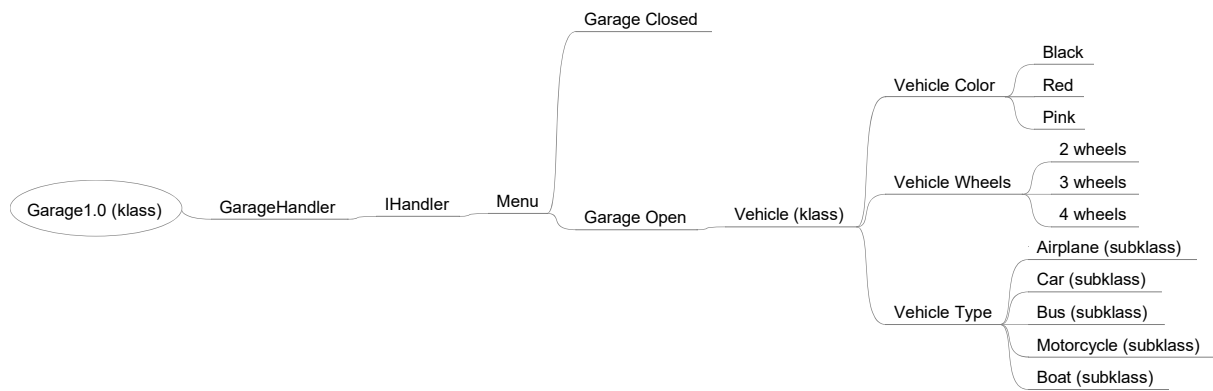 Garage1.0 (klass)
GarageHandler
IHandler
Menu
Garage Closed
Garage Open
Vehicle (klass)
Vehicle Color
Black
Red
Pink
Vehicle Wheels
2 wheels
3 wheels
4 wheels
Vehicle Type
Airplane (subklass)
Car (subklass)
Bus (subklass)
Motorcycle (subklass)
Boat (subklass)